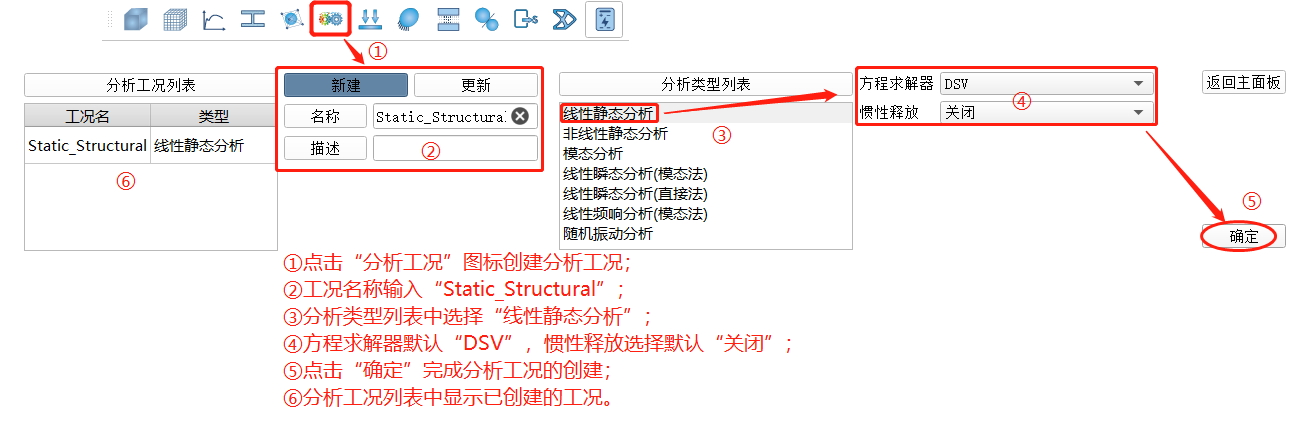 ①
分析工况列表
新建
更新
分析类型列表
方程求解器
DSV
返回主面板
工况名
类型
名称
Static_Structural
线性静态分析
④
惯性释放
关闭
Static_Structural
线性静态分析
③
非线性静态分析
描述
②
模态分析
⑥
线性瞬态分析(模态法)
线性瞬态分析(直接法)
⑤
线性频响分析(模态法)
随机振动分析
确定
①点击“分析工况”图标创建分析工况；
②工况名称输入“Static_Structural”；
③分析类型列表中选择“线性静态分析”；
④方程求解器默认“DSV”，惯性释放选择默认“关闭”；
⑤点击“确定”完成分析工况的创建；
⑥分析工况列表中显示已创建的工况。